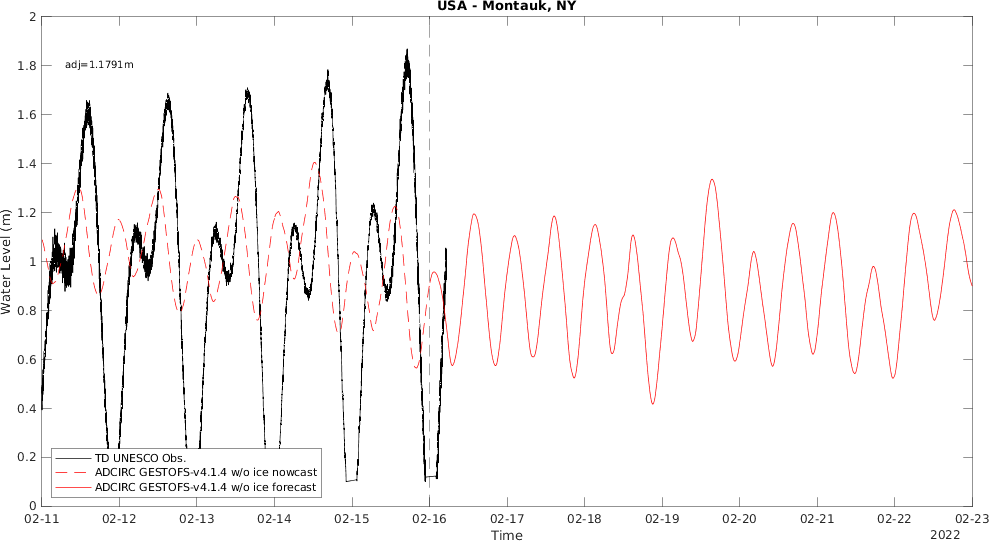 USA - Montauk, NY
2
1.8
1.6
1.4
1.2
1
0.8
0.6
0.4
0.2
0
adj=1.1791m
Water Level (m)
TD UNESCO Obs.
ADCIRC GESTOFS-v4.1.4 w/o ice nowcast
ADCIRC GESTOFS-v4.1.4 w/o ice forecast
02-11 02-12 02-13 02-14 02-15 02-16 02-17 02-18 02-19 02-20 02-21 02-22 02-23
Time
2022